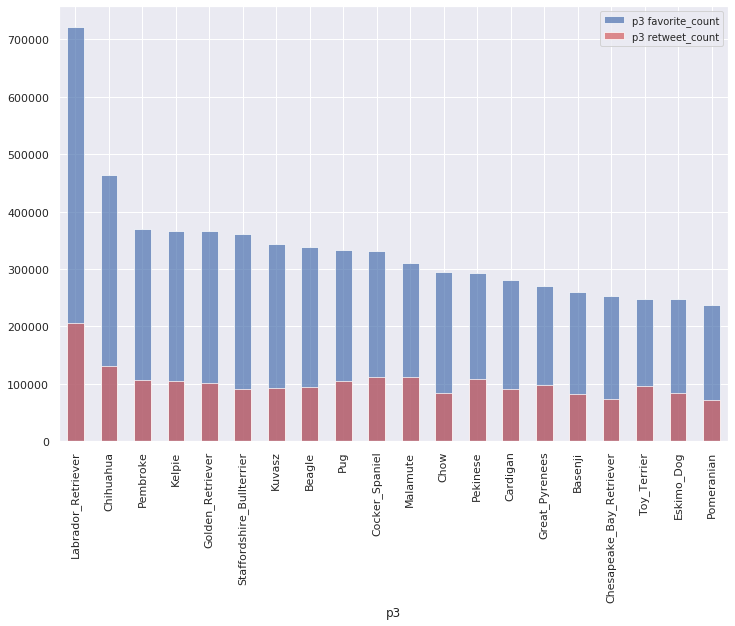 p3 favorite_count
p3 retweet_count
700000
600000
500000
400000
300000
200000
100000
0
Labrador_Retriever
Chihuahua
Pembroke
Kelpie
Golden_Retriever
Staffordshire_Bullterrier
Kuvasz
Beagle
Pug
Cocker_Spaniel
Malamute
Chow
Pekinese
Cardigan
Great_Pyrenees
Basenji
Chesapeake_Bay_Retriever
Toy_Terrier
Eskimo_Dog
Pomeranian
p3